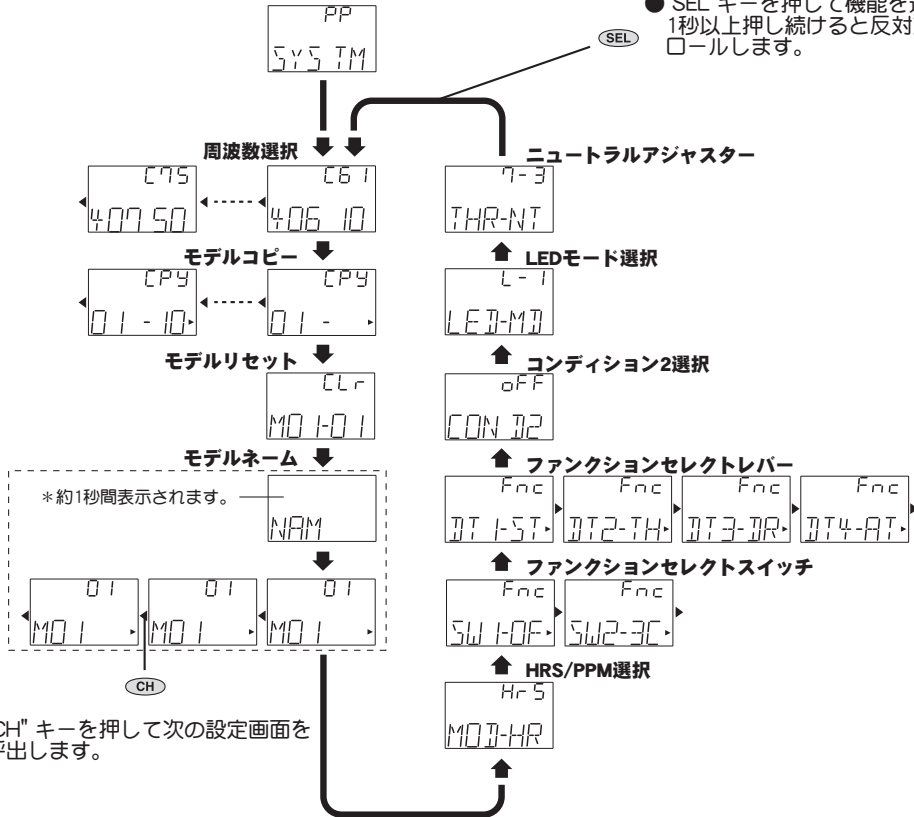 PP
SYS TM
● SEL キーを押して機能を
1秒以上押し続けると反対
ロールします。
SEL
周波数選択
C75
407 50
C61
406 10
モデルコピー
CPY
01 - 10
CPY
01 -
モデルリセット
CLr
M01-01
モデルネーム
＊約1秒間表示されます。
NAM
01
M01
01
M01
01
M01
CH
CH" キーを押して次の設定画面を
呼出します。
ニュートラルアジャスター
7-3
THR-NT
LEDモード選択
L-1
LED-MD
コンディション2選択
oFF
CON D2
ファンクションセレクトレバー
Fnc
DT1-ST
Fnc
DT2-TH
Fnc
DT3-DR
Fnc
DT4-AT
ファンクションセレクトスイッチ
Fnc
SW1-OF
Fnc
SW2-3C
HRS/PPM選択
HrS
MOD-HR